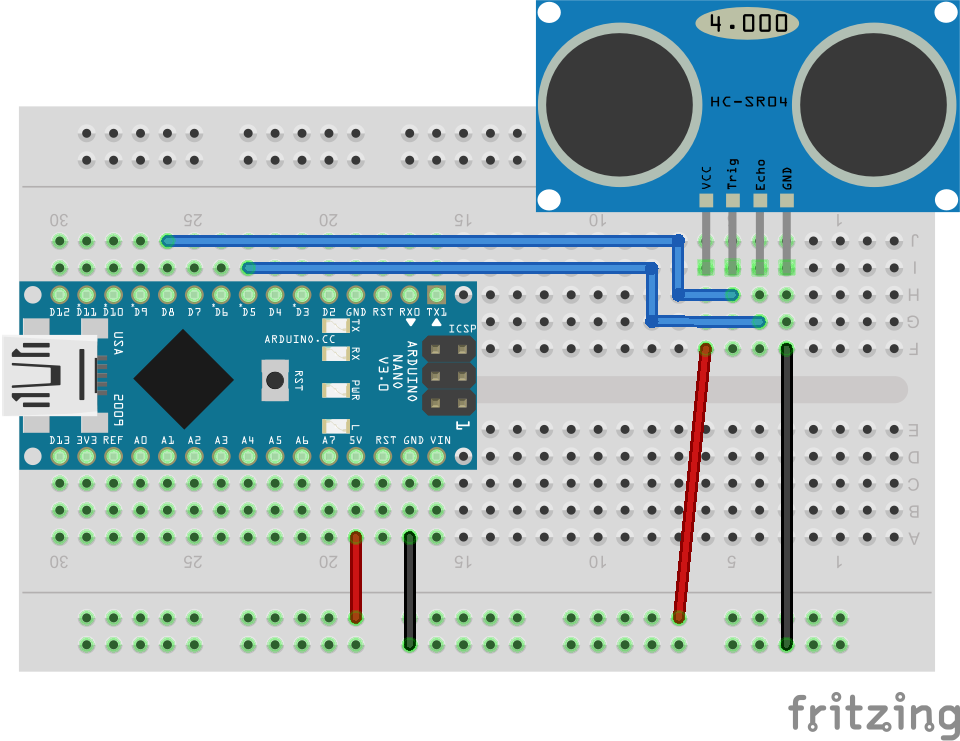 4.000
HC-SR04
VCC Trig Echo GND
30 25 20 15 10 1
J
I
H
D12 D11 D10 D9 D8 D7 D6 D5 D4 D3 D2 GND RST RX0 TX1
G
TX
ICSP
ARDUINO.CC
USA
RX
F
RST
ARDUINO
NANO
V3.0
PWR
2009
L
1
E
D13 3V3 REF A0 A1 A2 A3 A4 A5 A6 A7 5V RST GND VIN
D
C
B
A
30 25 20 15 10 5 1
fritzing